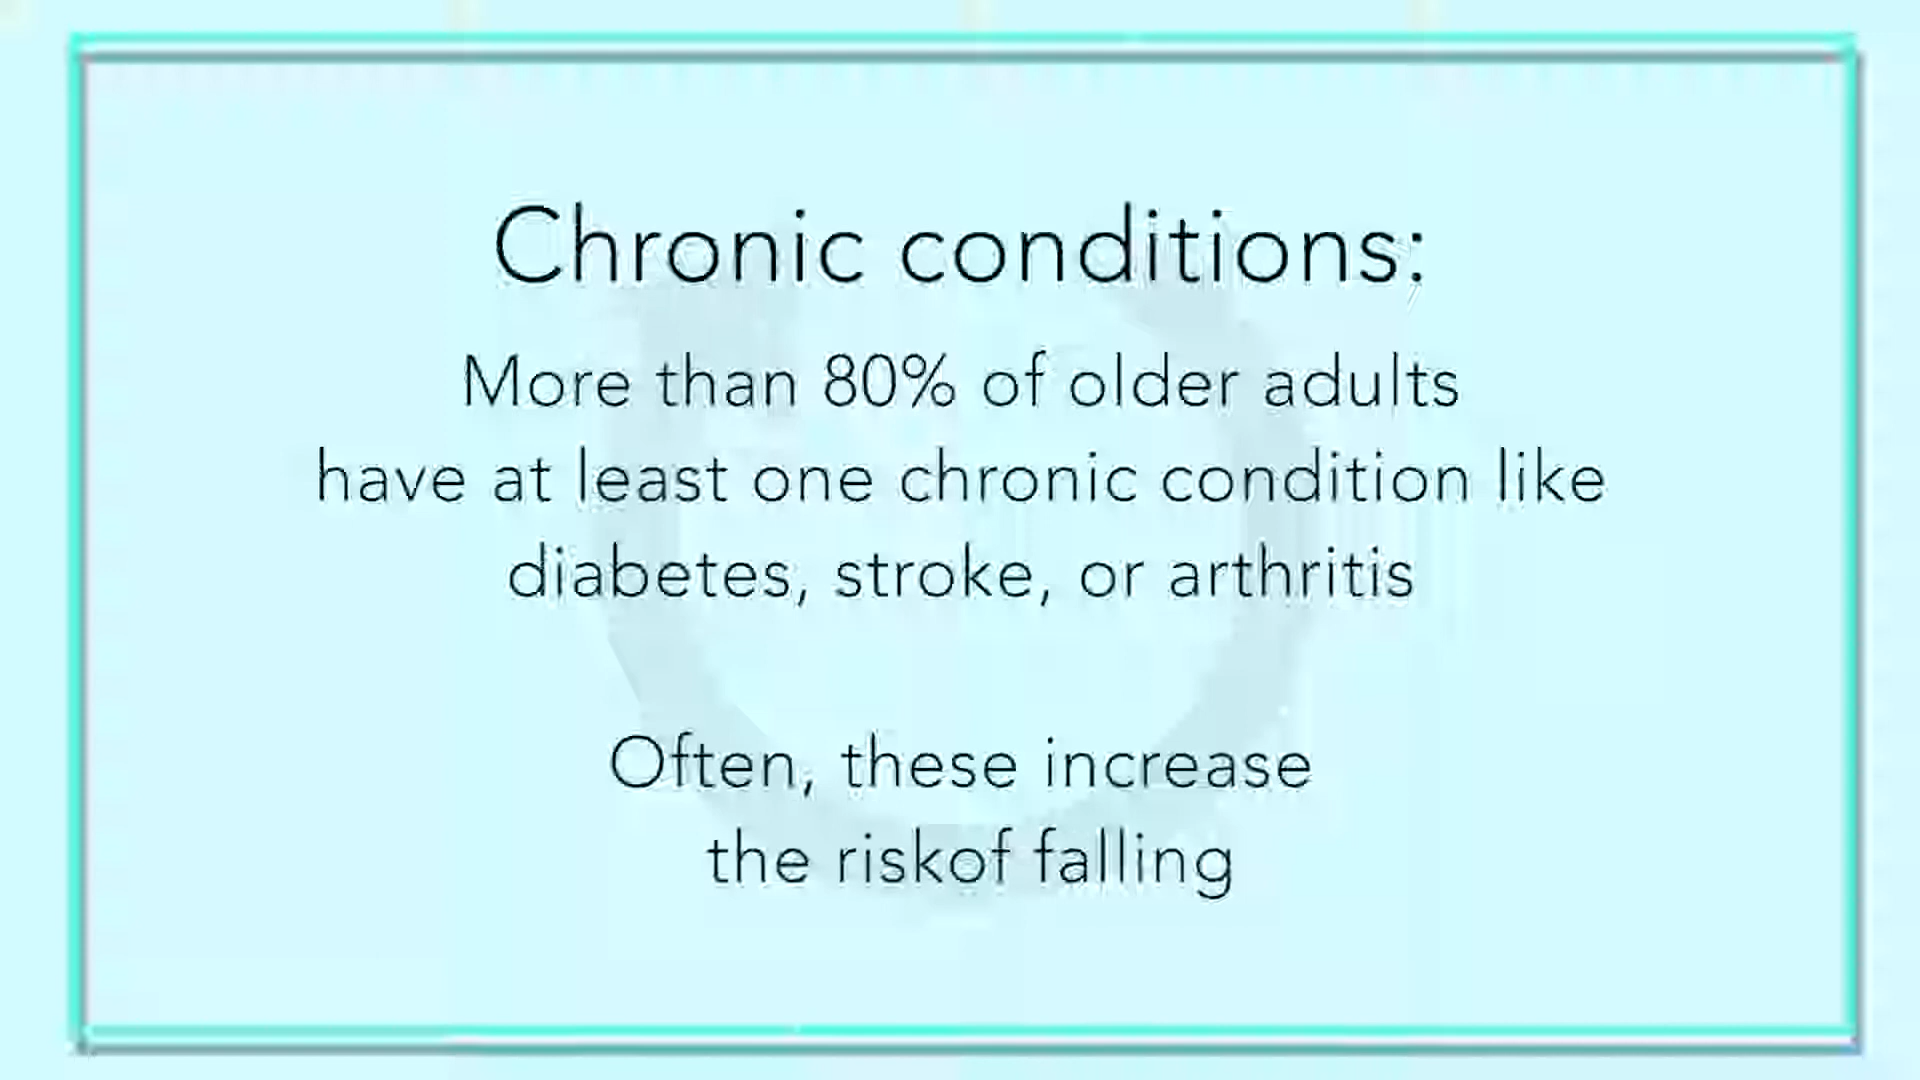 Chronic conditions:
More than 80% of older adults
have at least one chronic condition like
diabetes, stroke, or arthritis
Often, these increase
the riskof falling